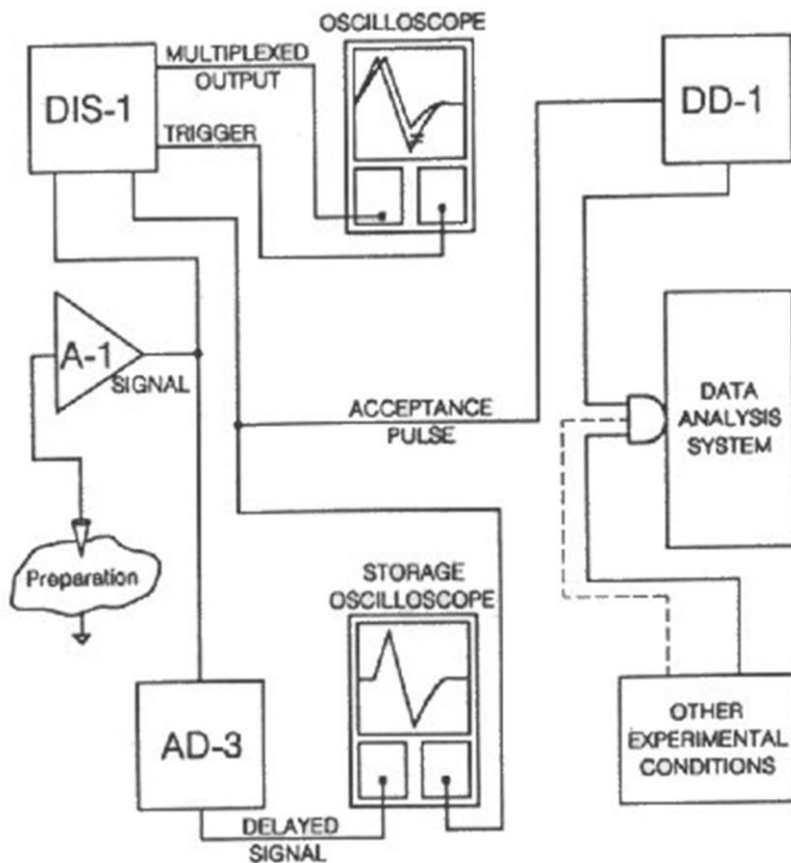 OSCILLOSCOPE
MULTIPLEXED
OUTPUT
DIS-1
TRIGGER
DD-1
A-1
SIGNAL
ACCEPTANCE
PULSE
DATA
ANALYSIS
SYSTEM
Preparation
STORAGE
OSCILLOSCOPE
AD-3
OTHER
EXPERIMENTAL
CONDITIONS
DELAYED
SIGNAL